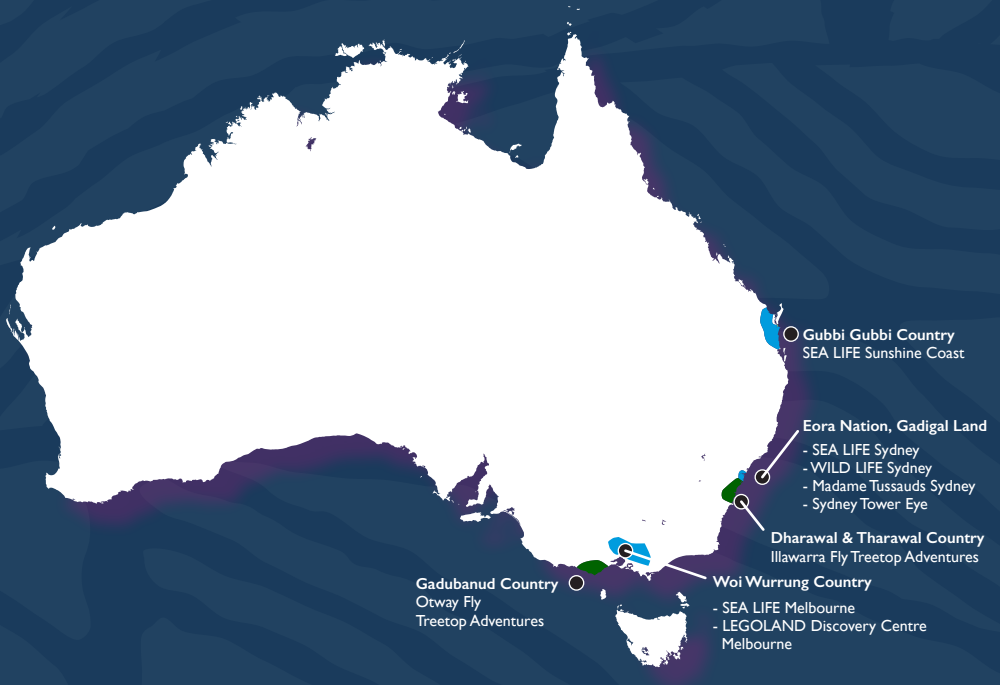 Gubbi Gubbi Country
SEA LIFE Sunshine Coast
Eora Nation, Gadigal Land
- SEA LIFE Sydney
- WILD LIFE Sydney
- Madame Tussauds Sydney
- Sydney Tower Eye
Dharawal & Tharawal Country
Illawarra Fly Treetop Adventures
Woi Wurrung Country
- SEA LIFE Melbourne
- LEGOLAND Discovery Centre
Melbourne
Gadubanud Country
Otway Fly
Treetop Adventures